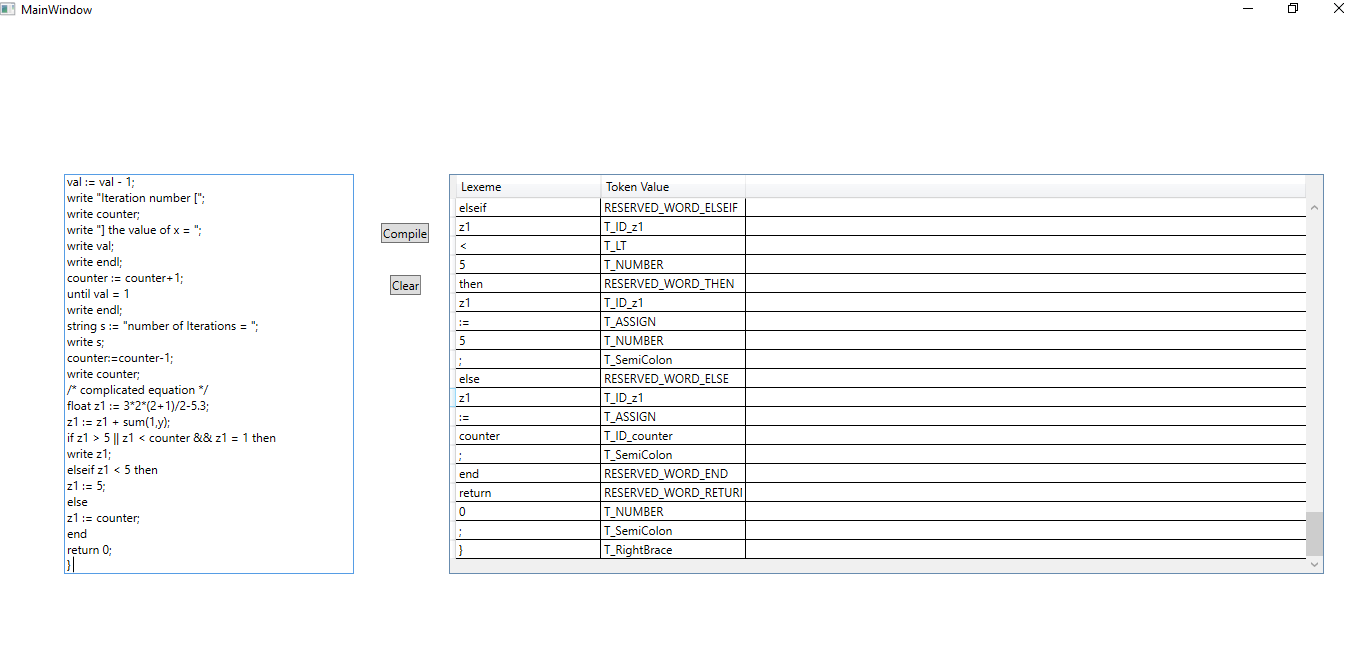 MainWindow
val := val - 1;
write "Iteration number [";
write counter;
write "] the value of x = ";
write val;
write endl;
counter := counter+1;
until val = 1
write endl;
string s := "number of Iterations = ";
write s;
counter:=counter-1;
write counter;
/* complicated equation */
float z1 := 3*2*(2+1)/2-5.3;
z1 := z1 + sum(1,y);
if z1 > 5 || z1 < counter && z1 = 1 then
write z1;
elseif z1 < 5 then
z1 := 5;
else
z1 := counter;
end
return 0;
}
Compile
Clear
Lexeme Token Value
elseif RESERVED_WORD_ELSEIF
z1 T_ID_z1
< T_LT
5 T_NUMBER
then RESERVED_WORD_THEN
z1 T_ID_z1
:= T_ASSIGN
5 T_NUMBER
; T_SemiColon
else RESERVED_WORD_ELSE
z1 T_ID_z1
:= T_ASSIGN
counter T_ID_counter
; T_SemiColon
end RESERVED_WORD_END
return RESERVED_WORD_RETURI
0 T_NUMBER
; T_SemiColon
} T_RightBrace